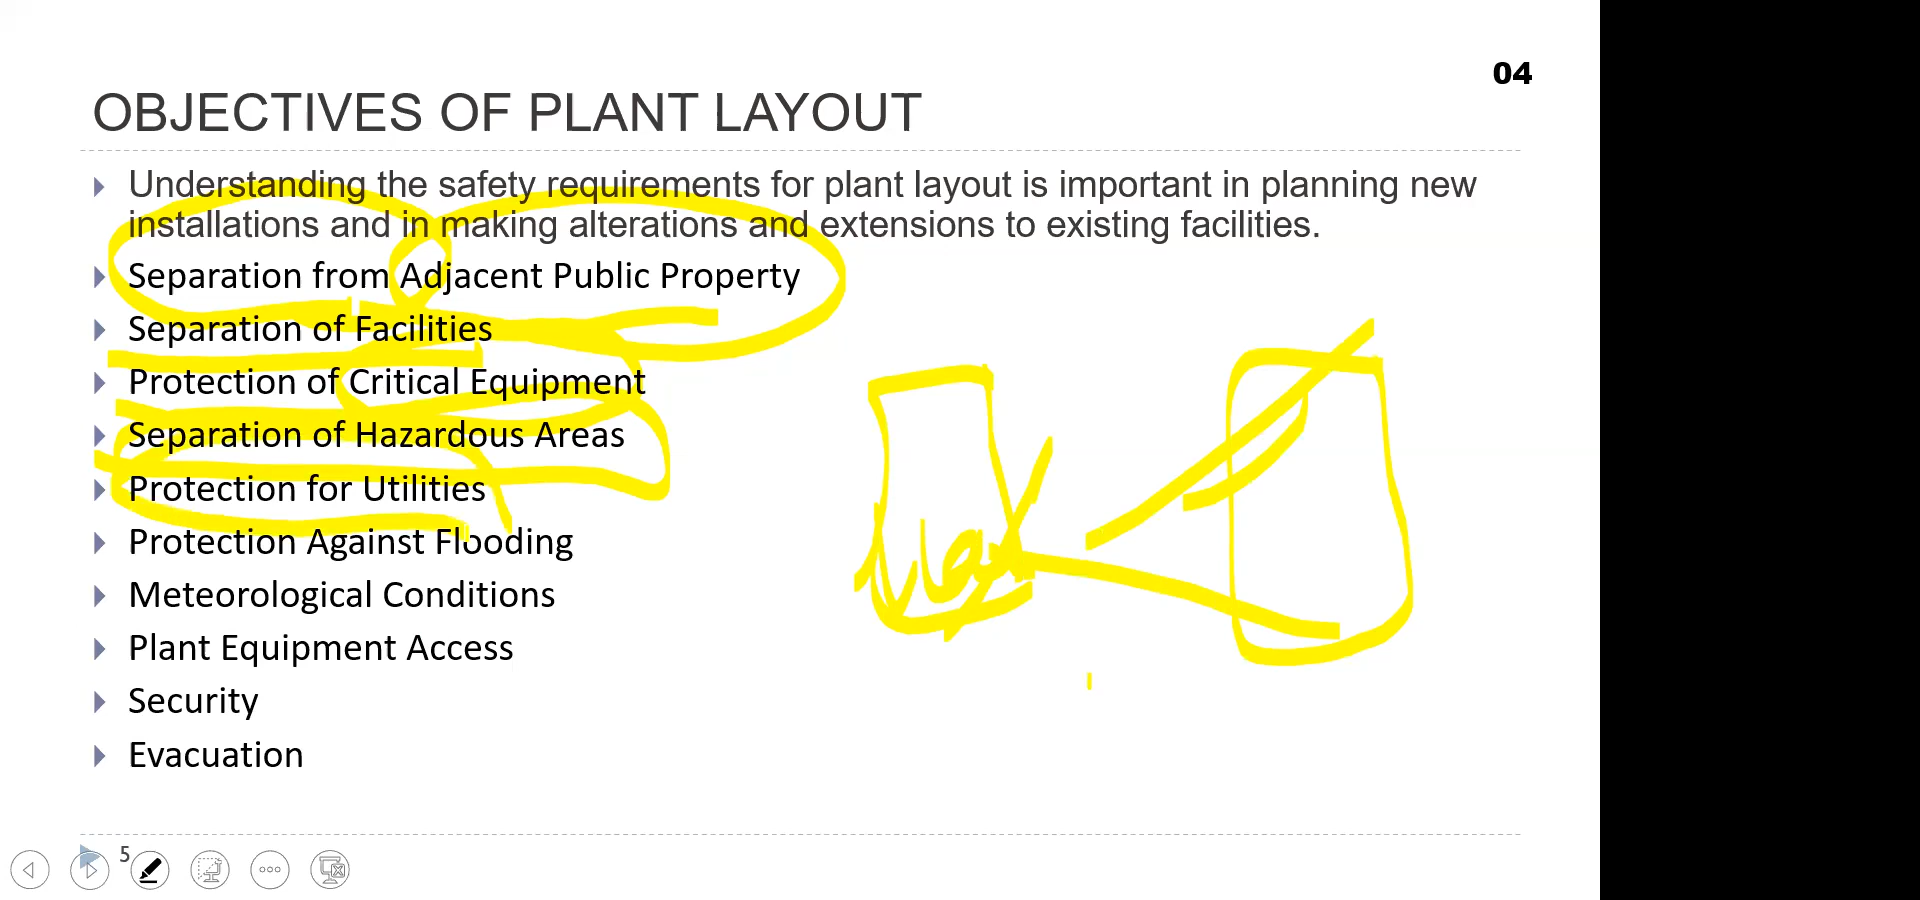 04
OBJECTIVES OF PLANT LAYOUT
Understanding the safety requirements for plant layout is important in planning new
installations and in making alterations and extensions to existing facilities.
Separation from Adjacent Public Property
Separation of Facilities
Protection of Critical Equipment
Separation of Hazardous Areas
Protection for Utilities
Protection Against Flooding
Meteorological Conditions
Plant Equipment Access
Security
Evacuation
5